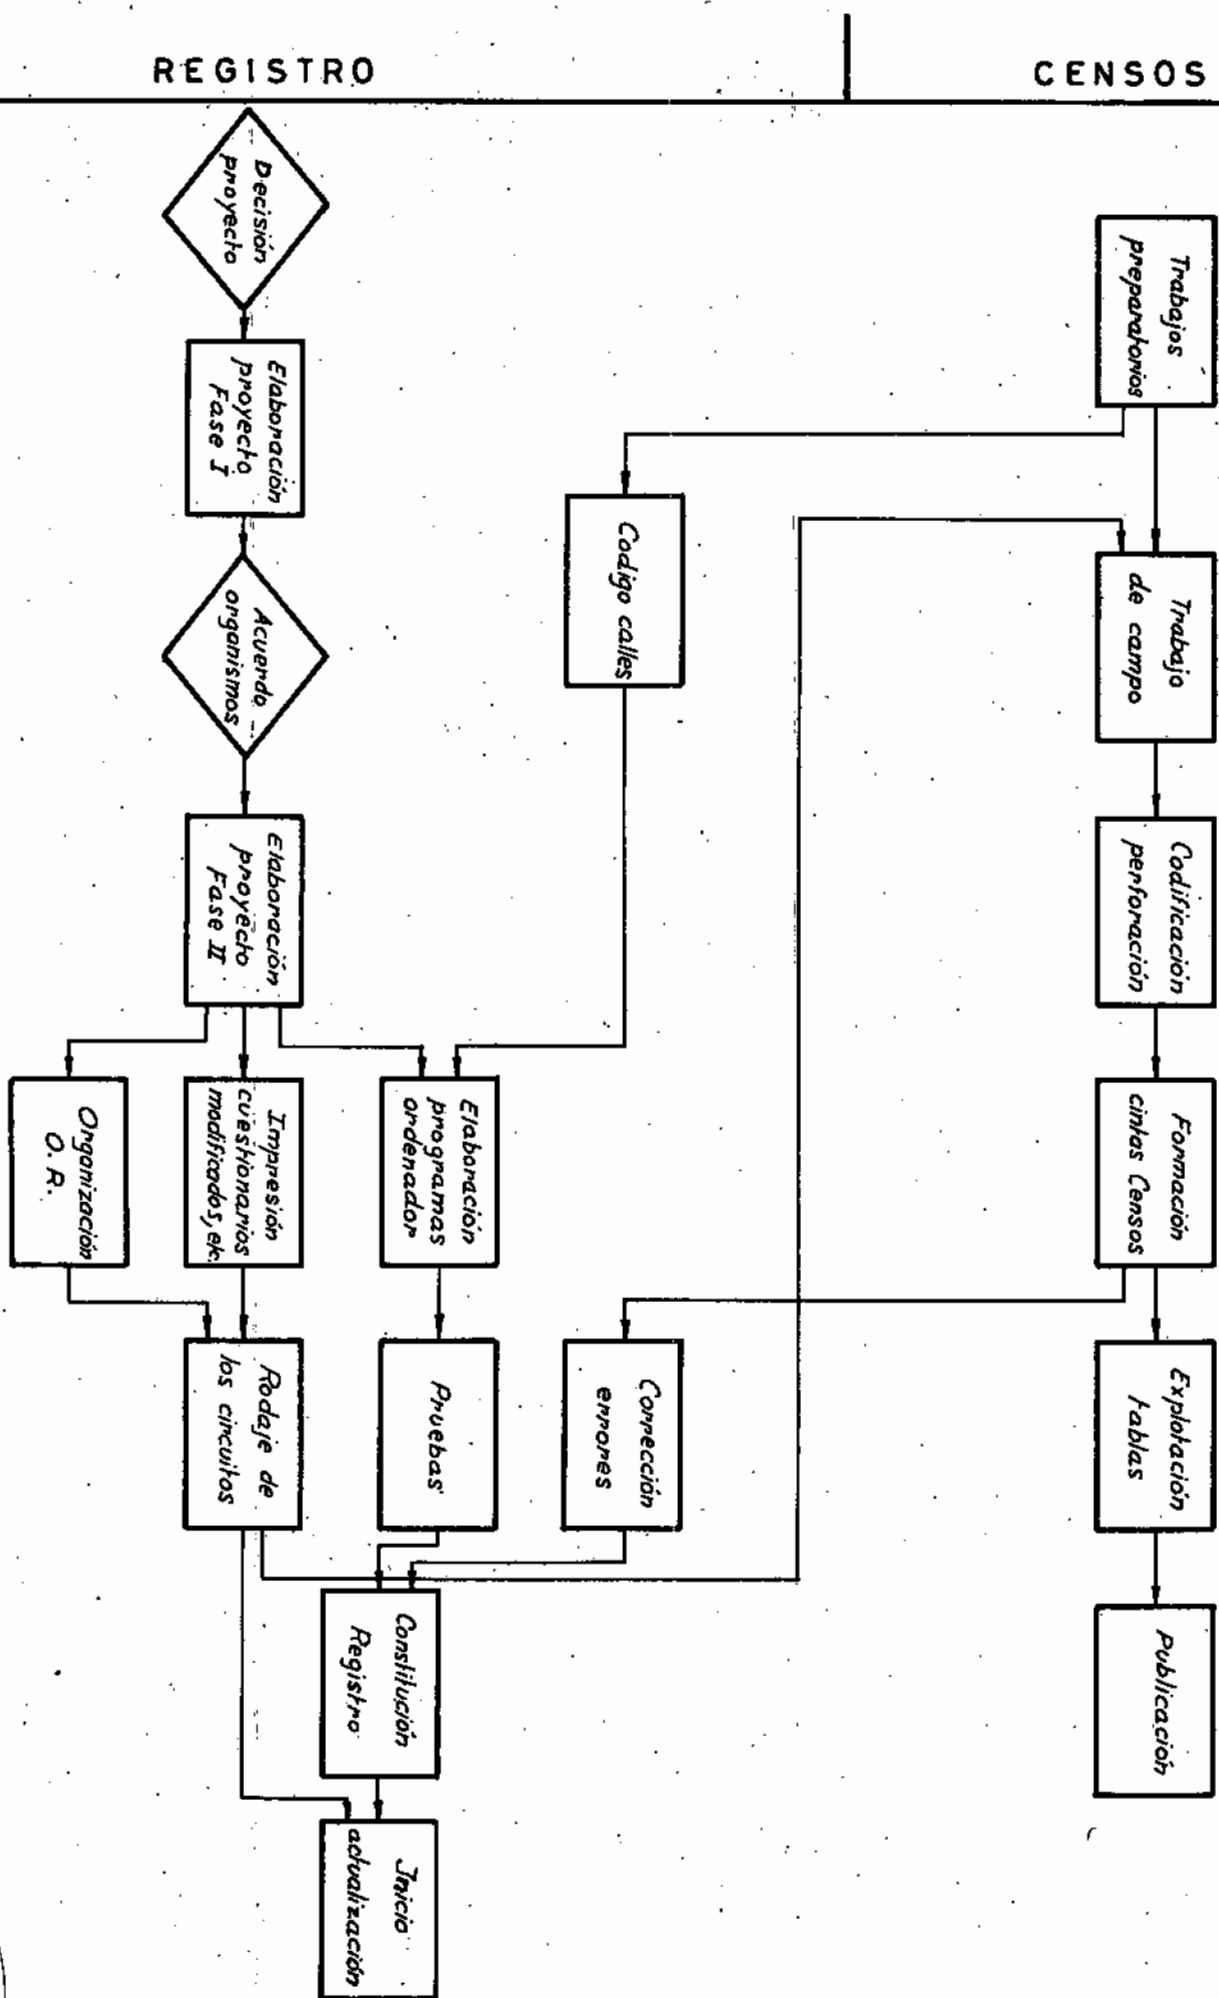 REGISTRO
CENSOS
Decisión
proyecto
Elaboración
proyecto
Fase I
Acuerdo
organismos
Elaboración
proyecto
Fase II
Organización
O. R.
Impresión
cuestionarios
modificados, etc.
Elaboración
programas
ordenador
Rodaje de
los circuitos
Pruebas
Codigo calles
Corrección
errores
Constitución
Registro
Inicio
actualización
Trabajos
preparatorios
Trabajo
de campo
Codificación
perforación
Formación
cintas Censos
Explotación
tablas
Publicación